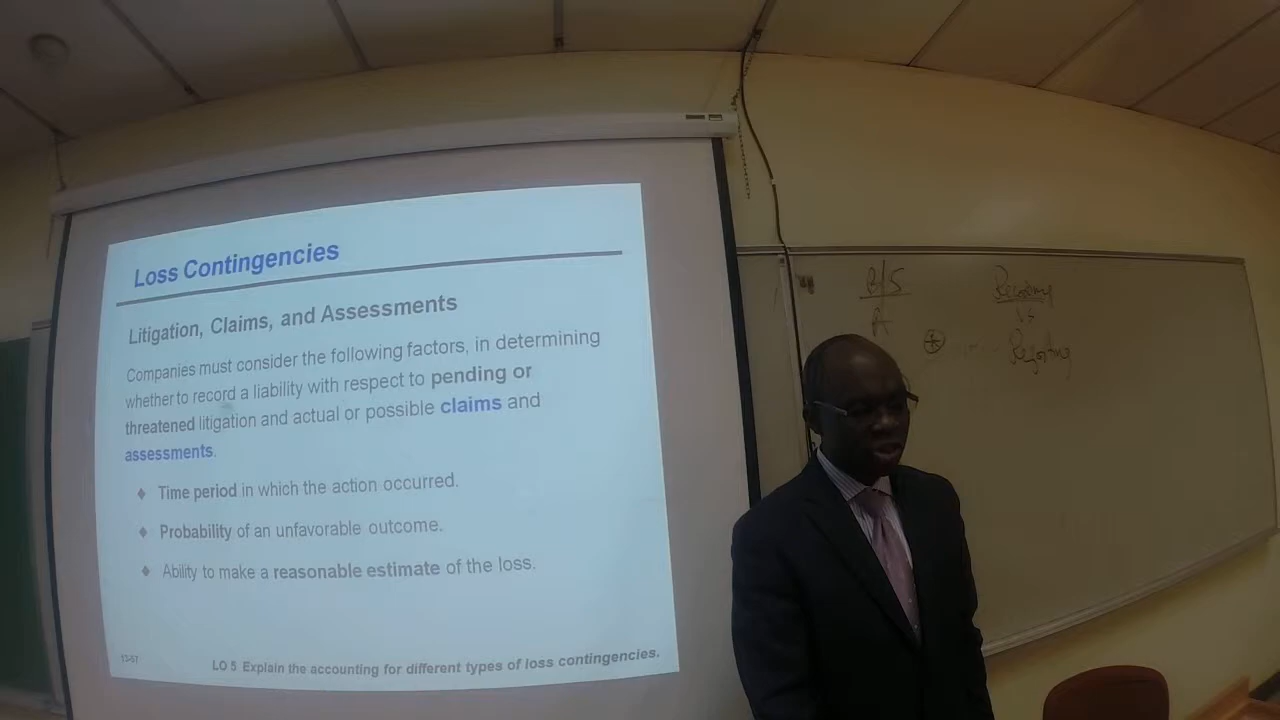 Loss Contingencies
Litigation, Claims, and Assessments
Companies must consider the following factors, in determining
whether to record a liability with respect to pending or
threatened litigation and actual or possible claims and
assessments.
Time period in which the action occurred.
Probability of an unfavorable outcome.
Ability to make a reasonable estimate of the loss.
13-57
LO 5 Explain the accounting for different types of loss contingencies.
B/S
A
Vs
Reporting